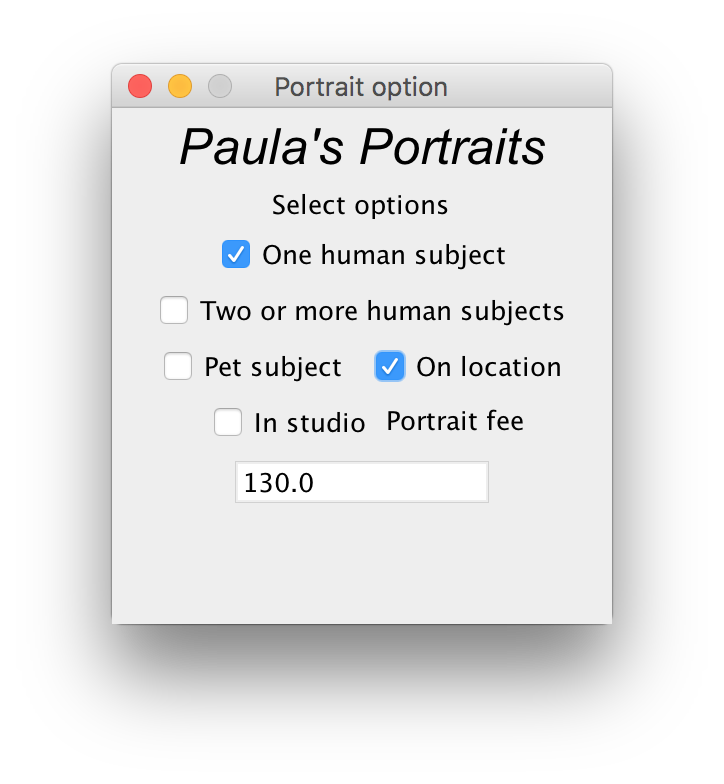 Portrait option
Paula's Portraits
Select options
One human subject
Two or more human subjects
Pet subject On location
In studio Portrait fee
130.0